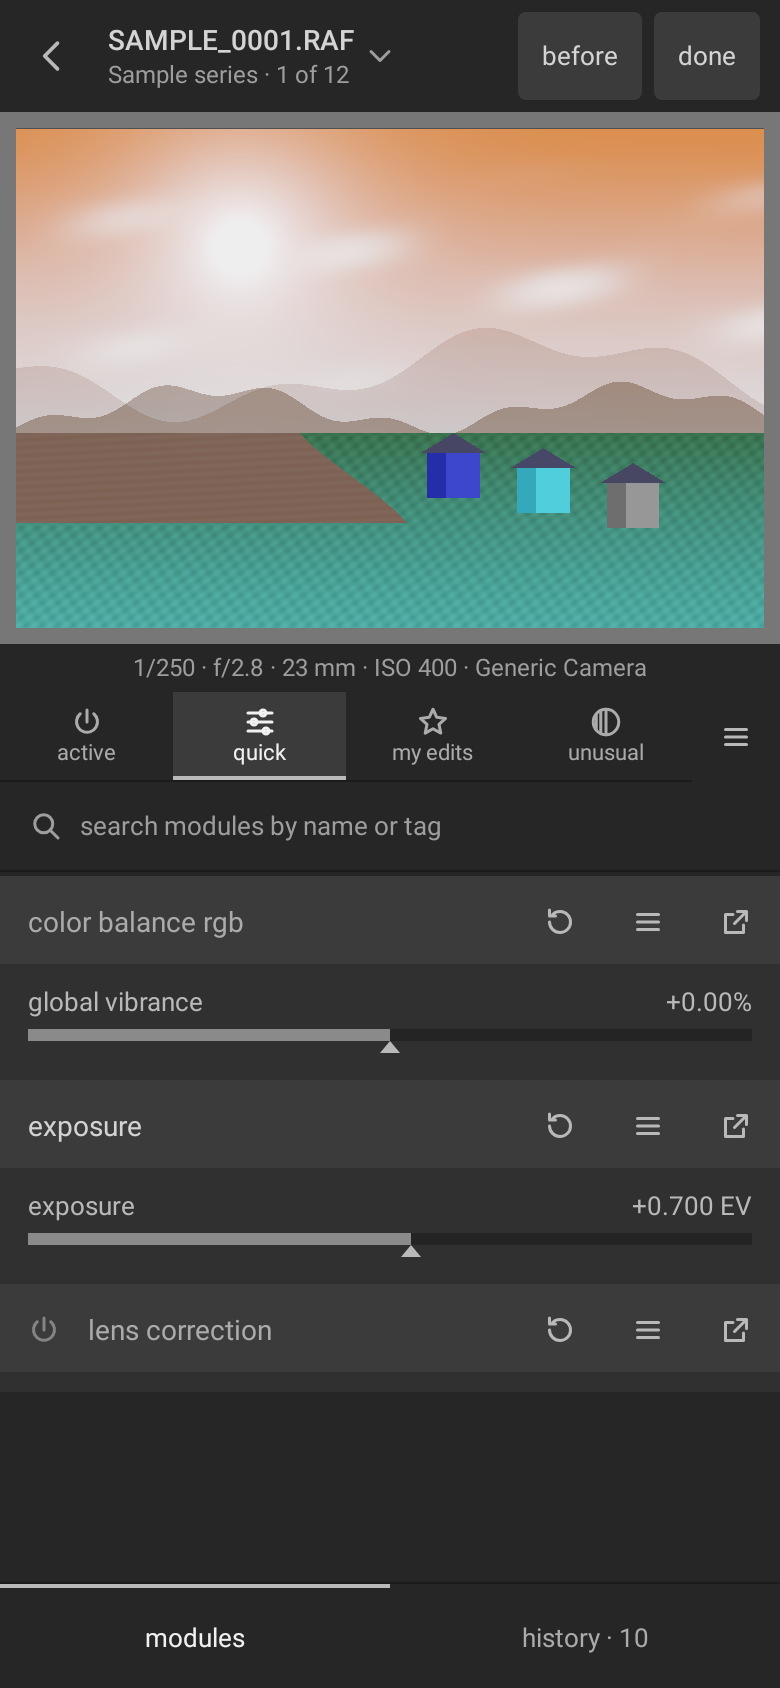 SAMPLE_0001.RAF
Sample series · 1 of 12
before
done
1/250 · f/2.8 · 23 mm · ISO 400 · Generic Camera
active
quick
my edits
unusual
search modules by name or tag
color balance rgb
global vibrance +0.00%
exposure
exposure +0.700 EV
lens correction
modules
history · 10